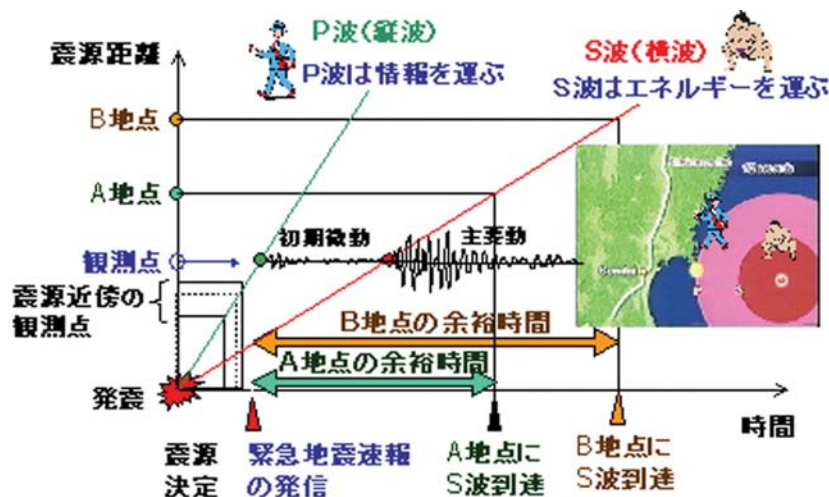 P波(縦波)
P波は情報を運ぶ
S波(横波)
S波はエネルギーを運ぶ
震源距離
B地点
A地点
観測点
初期微動
主要動
震源近傍の
観測点
B地点の余裕時間
A地点の余裕時間
発震
時間
震源
決定
緊急地震速報
の発信
A地点に
S波到達
B地点に
S波到達